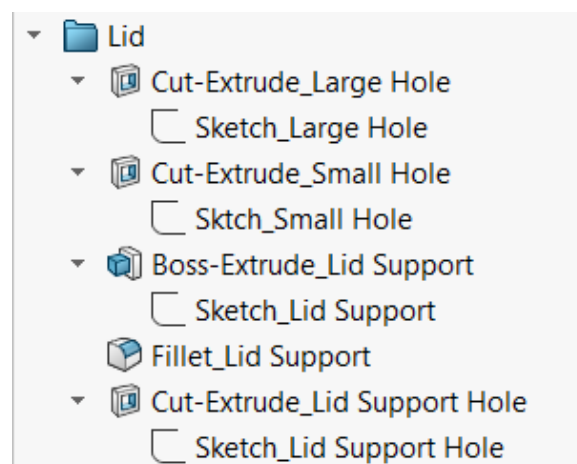 Lid
Cut-Extrude_Large Hole
Sketch_Large Hole
Cut-Extrude_Small Hole
Sktch_Small Hole
Boss-Extrude_Lid Support
Sketch_Lid Support
Fillet_Lid Support
Cut-Extrude_Lid Support Hole
Sketch_Lid Support Hole